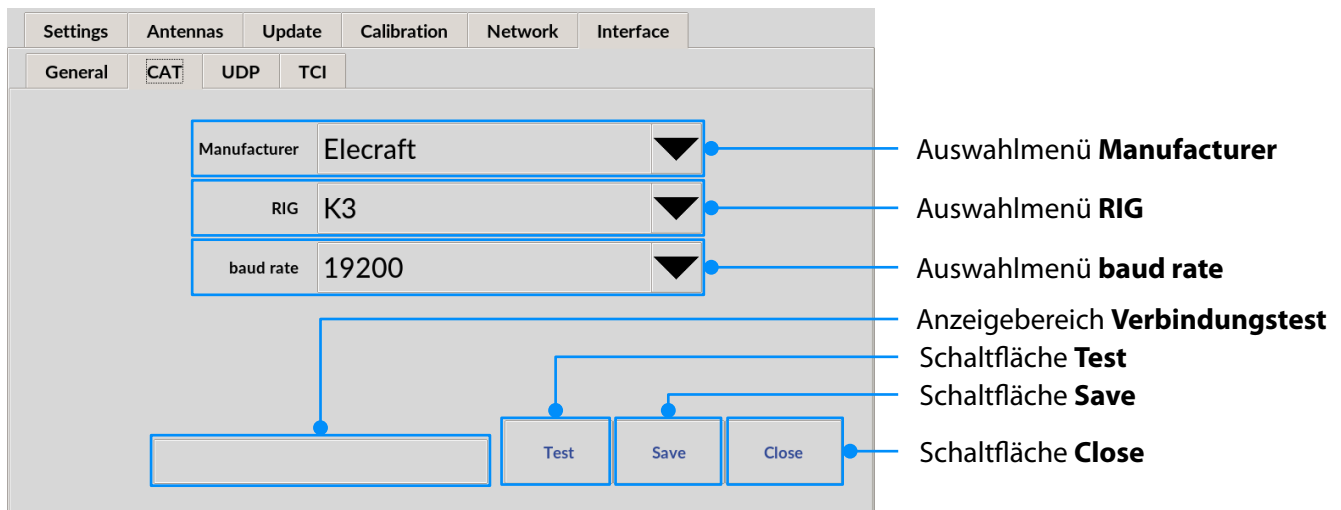 Settings Antennas Update Calibration Network Interface
General CAT UDP TCI
Manufacturer Elecraft
Auswahlmenü Manufacturer
RIG K3
Auswahlmenü RIG
baud rate 19200
Auswahlmenü baud rate
Anzeigebereich Verbindungstest
Schaltfläche Test
Schaltfläche Save
Test Save Close
Schaltfläche Close